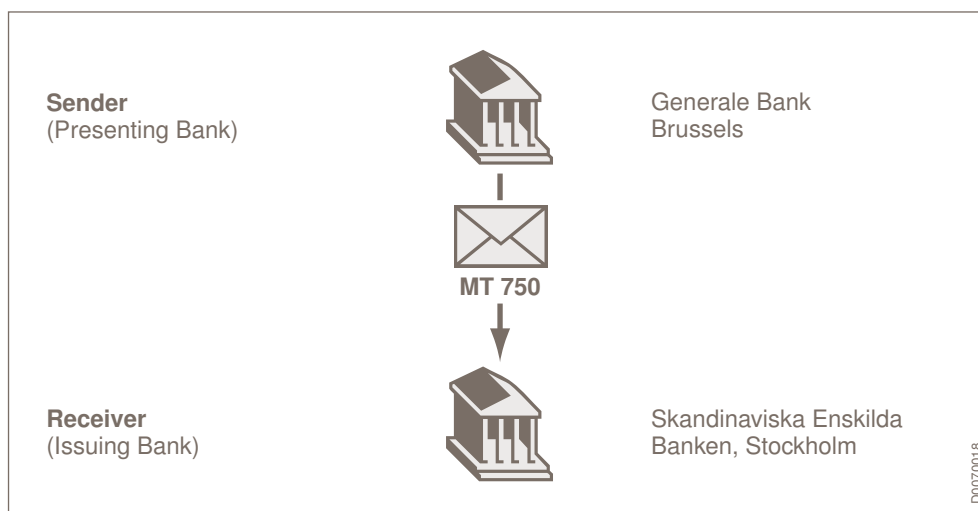 Sender
(Presenting Bank)
Generale Bank
Brussels
MT 750
Receiver
(Issuing Bank)
Skandinaviska Enskilda
Banken, Stockholm
D0070018